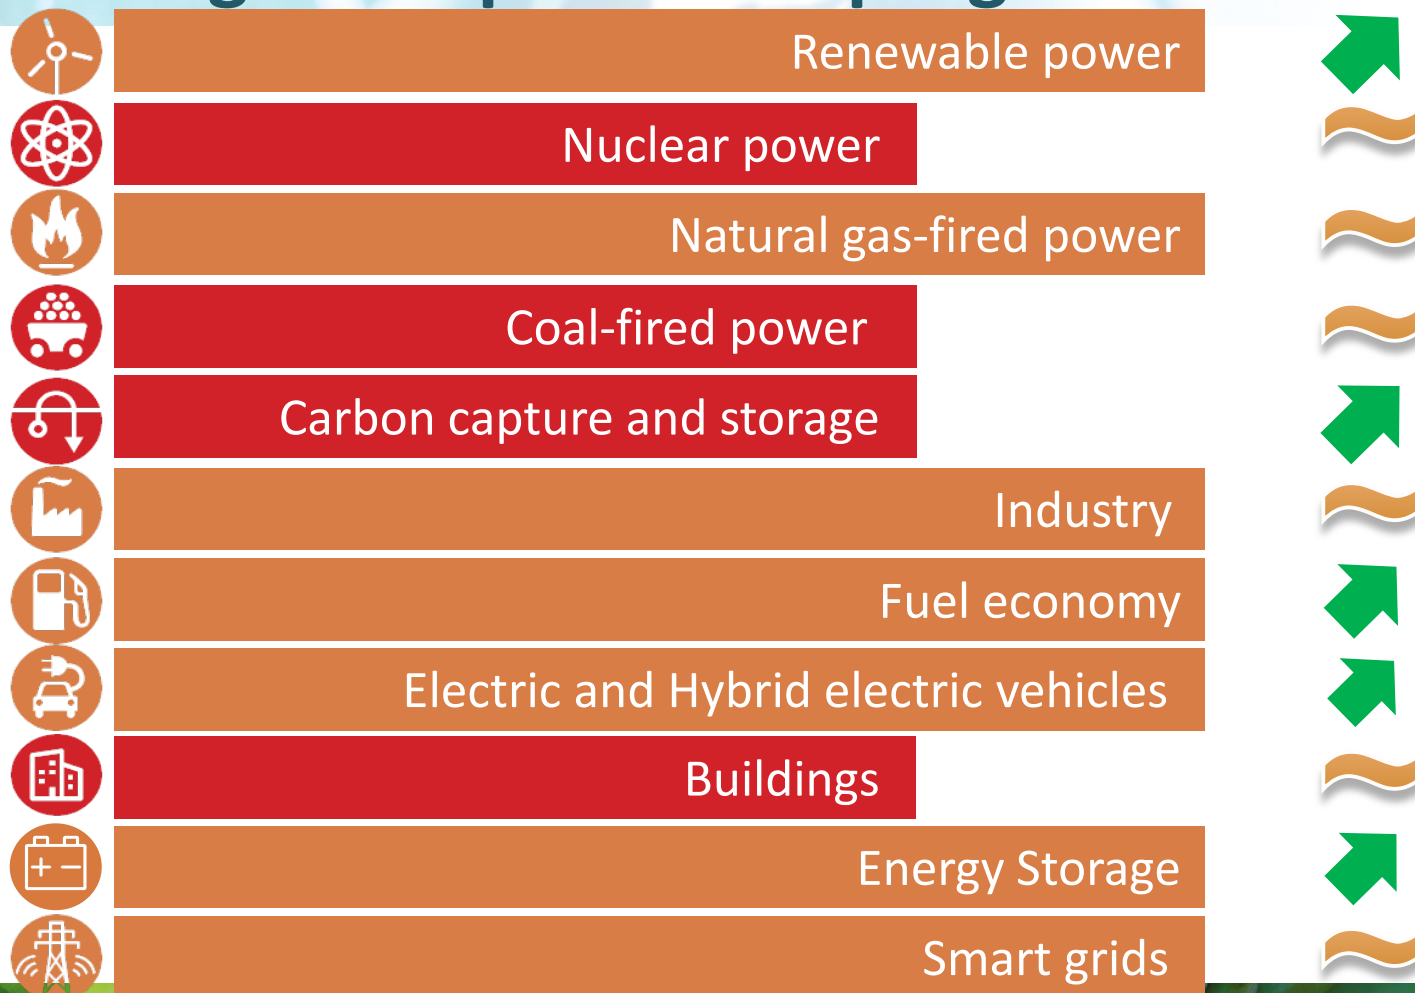 Renewable power
Nuclear power
Natural gas-fired power
Coal-fired power
Carbon capture and storage
Industry
Fuel economy
Electric and Hybrid electric vehicles
Buildings
Energy Storage
Smart grids